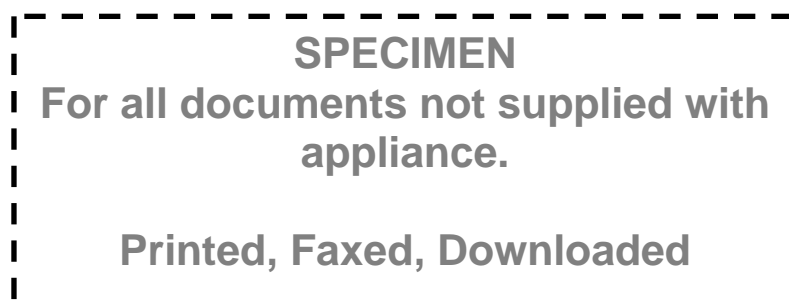 SPECIMEN
For all documents not supplied with
appliance.
Printed, Faxed, Downloaded